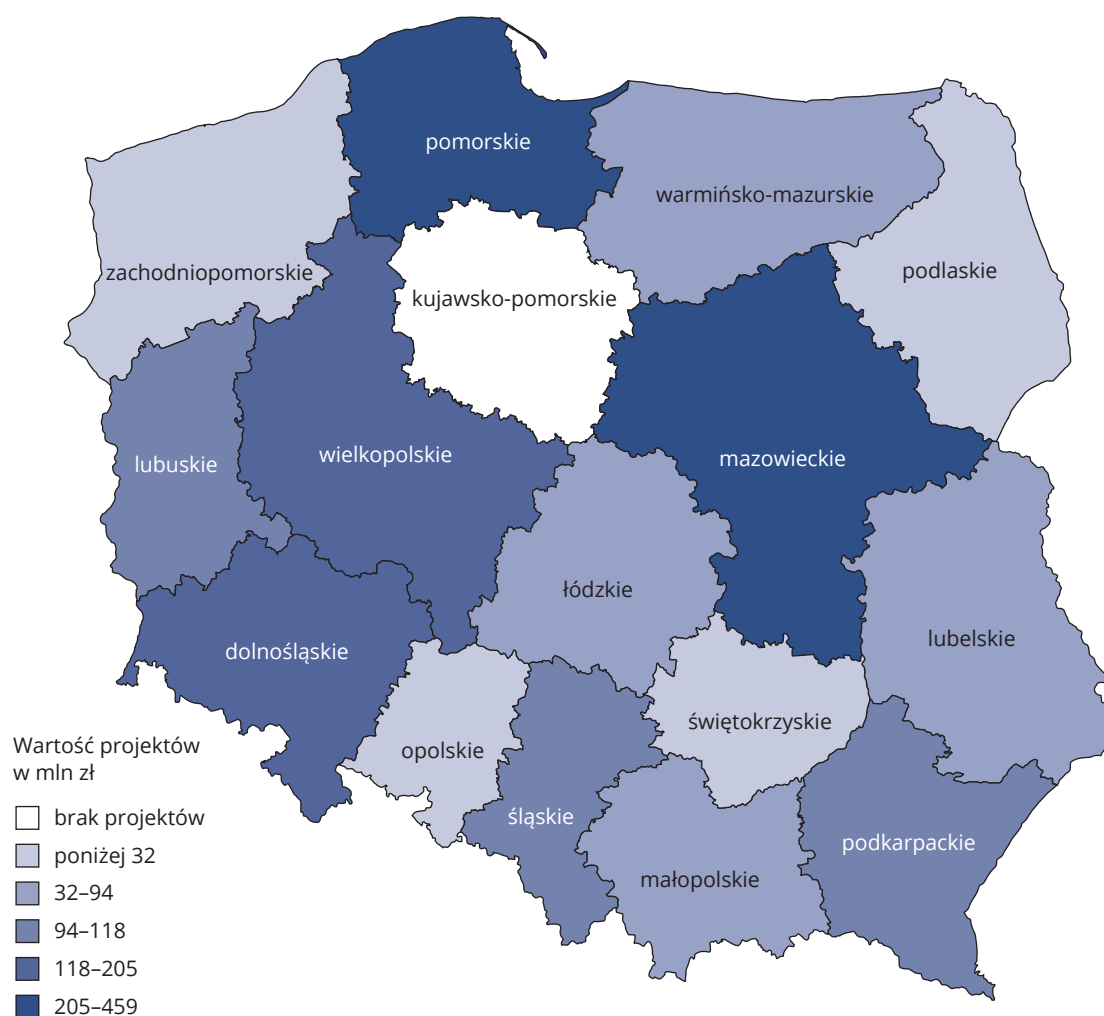 pomorskie
warmińsko-mazurskie
zachodniopomorskie
podlaskie
kujawsko-pomorskie
lubuskie
wielkopolskie
mazowieckie
łódzkie
lubelskie
dolnośląskie
świętokrzyskie
opolskie
śląskie
podkarpackie
małopolskie
Wartość projektów
w mln zł
brak projektów
poniżej 32
32–94
94–118
118–205
205–459